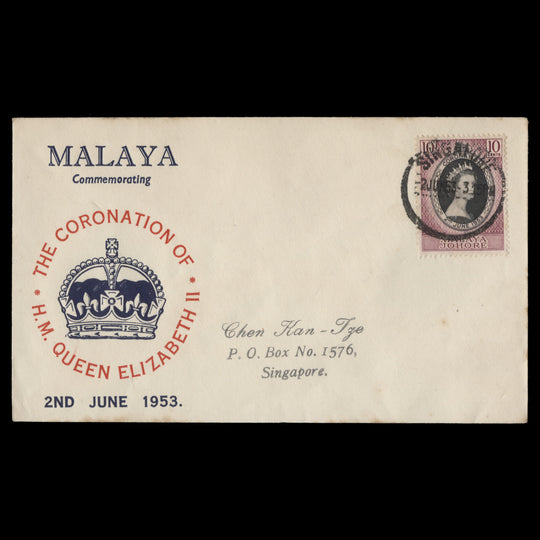 MALAYA
Commemorating
THE CORONATION OF
* H.M. QUEEN ELIZABETH II *
2ND JUNE 1953.
Chen Kan-Tze
P. O. Box No. 1576,
Singapore.
10 10
SINGAPORE
2 JUNE 1953
MALAYA
JOHORE